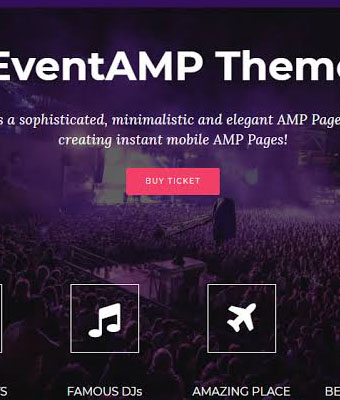 EventAMP Theme
s a sophisticated, minimalistic and elegant AMP Page
creating instant mobile AMP Pages!
BUY TICKET
S
FAMOUS DJs
AMAZING PLACE
BE